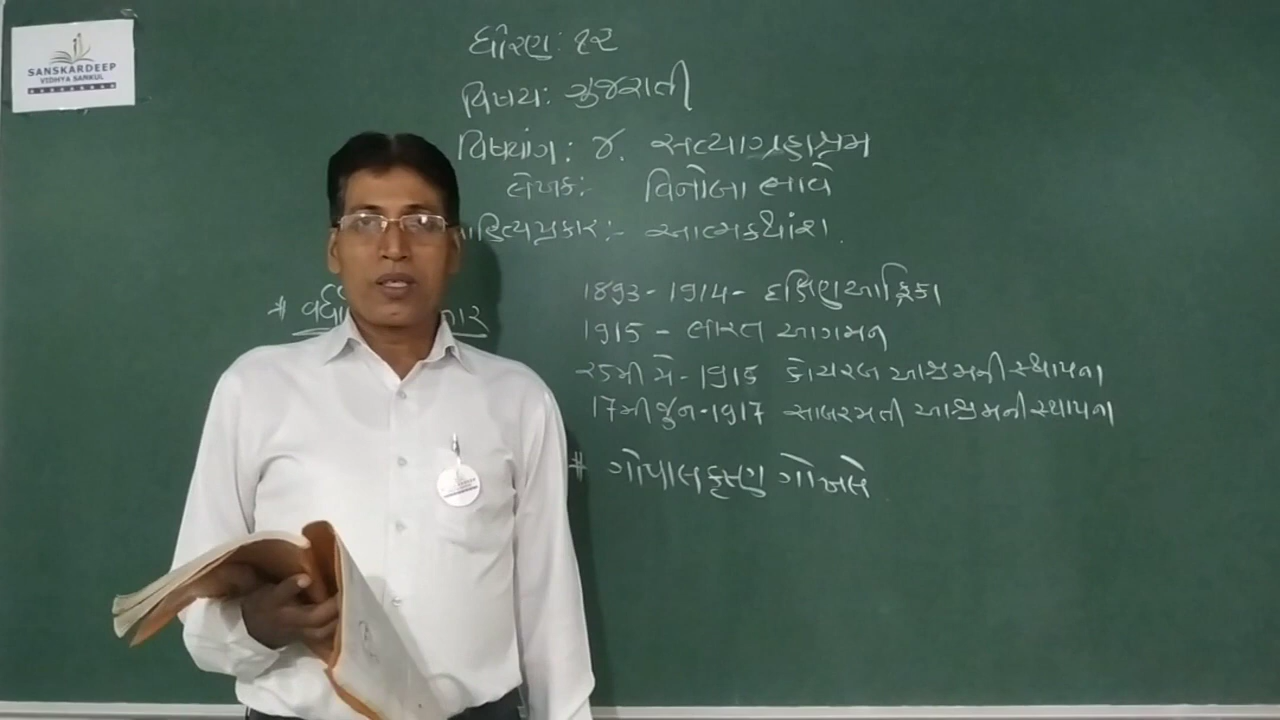 SANSKARDEEP
VIDHYA SANKUL
ધોરણ: ૧૨
વિષય: ગુજરાતી
વિષયાંગ: ૪. સત્યાગ્રહાશ્રમ
લેખક:- વિનોબા ભાવે
સાહિત્યપ્રકાર:- આત્મકથાંશ.
1893-1914- દક્ષિણઆફ્રિકા
1915 - ભારત આગમન
૨૫મી મે-1915 કોચરબ આશ્રમની સ્થાપના
17મી જુન-1917 સાબરમતી આશ્રમની સ્થાપના
# ગોપાલકૃષ્ણ ગોખલે